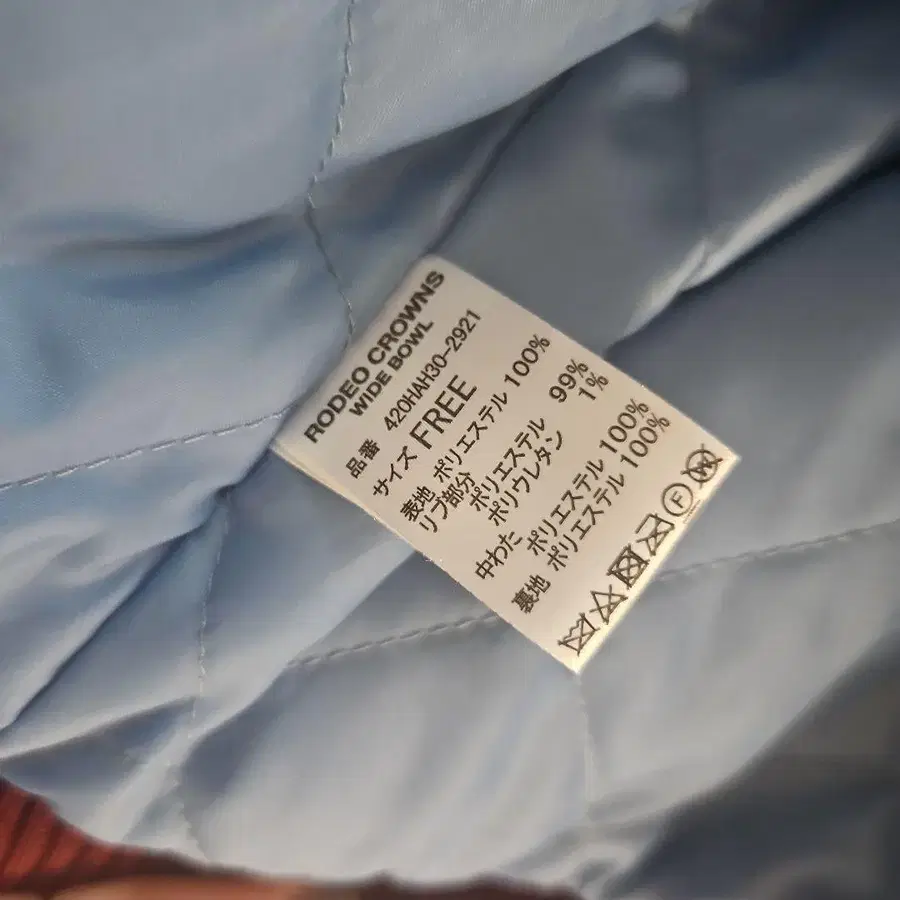 RODEO CROWNS
WIDE BOWL
品番 420HAH30-2921
サイズ FREE
表地 ポリエステル 100%
リブ部分
ポリエステル 99%
ポリウレタン 1%
中わた ポリエステル 100%
裏地 ポリエステル 100%
F W